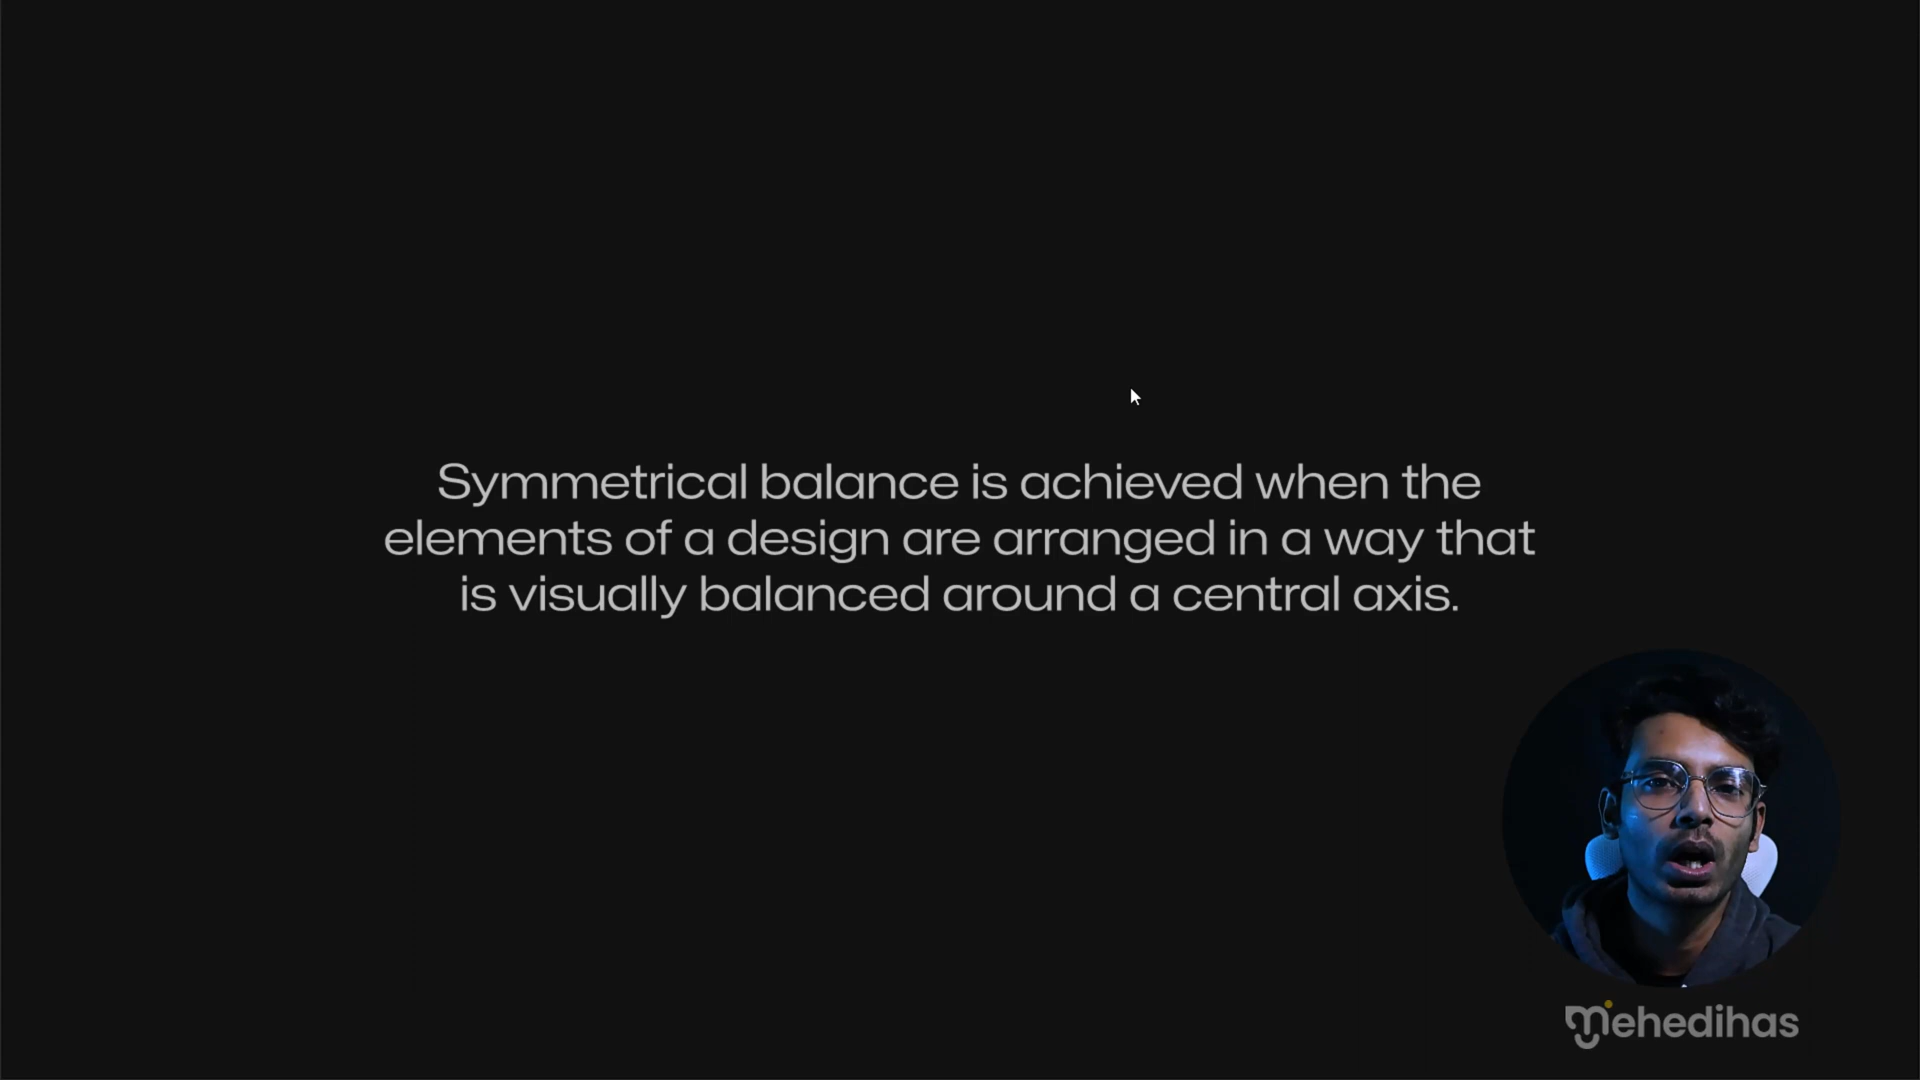 Symmetrical balance is achieved when the
elements of a design are arranged in a way that
is visually balanced around a central axis.
Mehedihas